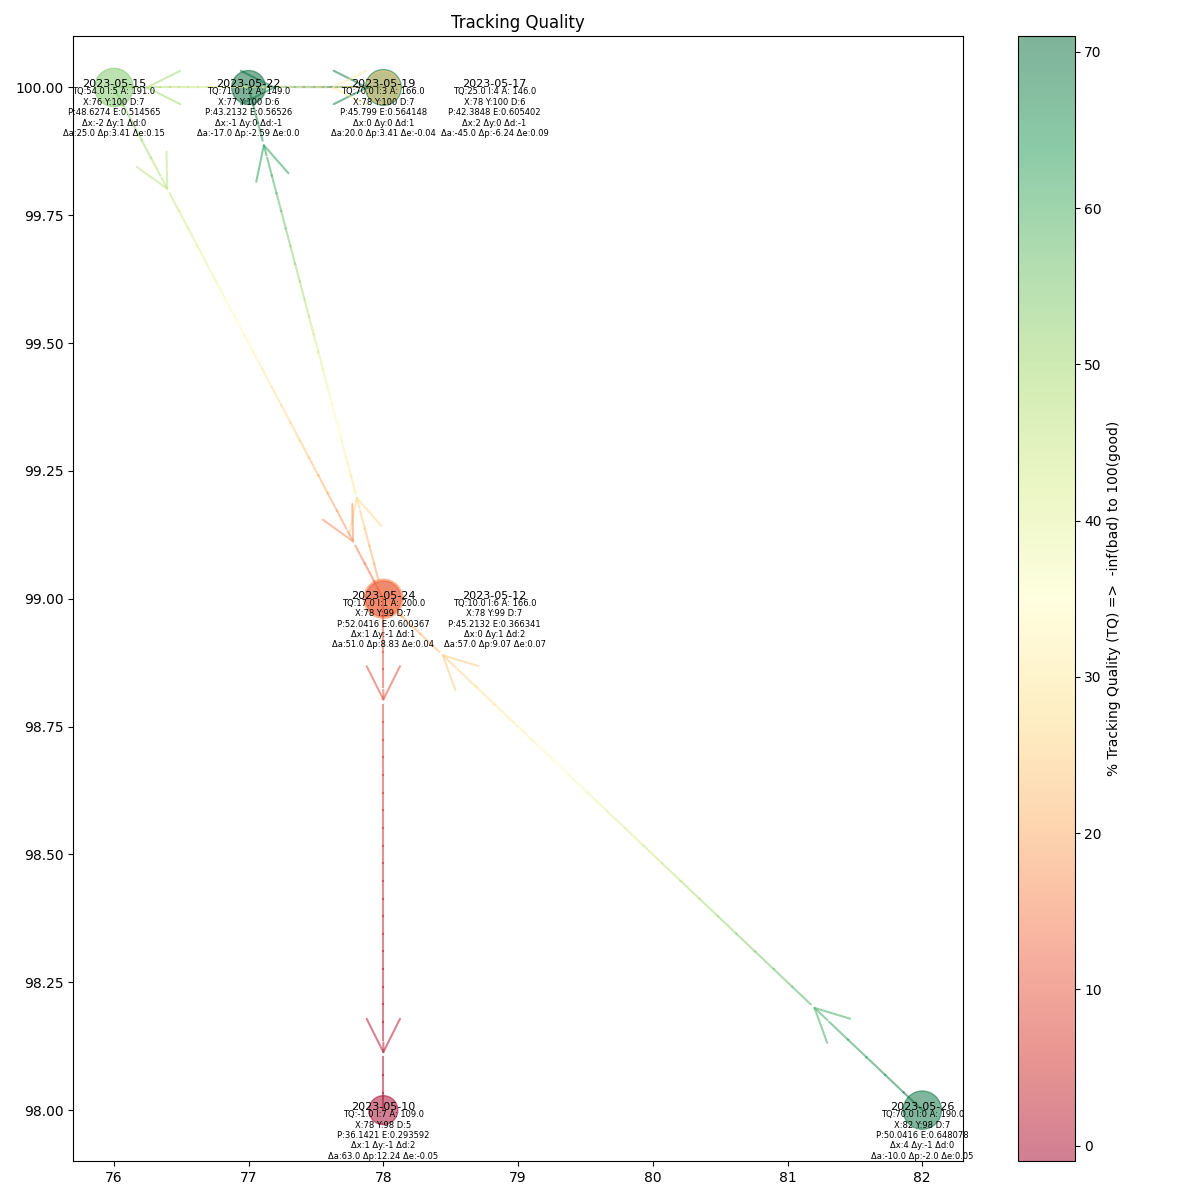 Tracking Quality
2023-05-15
TQ:54.0 I:5 A: 191.0
X:76 Y:100 D:7
P:48.6274 E:0.514565
Δx:-2 Δy:1 Δd:0
Δa:25.0 Δp:3.41 Δe:0.15
2023-05-22
TQ:71.0 I:2 A: 149.0
X:77 Y:100 D:6
P:43.2132 E:0.56526
Δx:-1 Δy:0 Δd:-1
Δa:-17.0 Δp:-2.59 Δe:0.0
2023-05-19
TQ:70.0 I:3 A: 166.0
X:78 Y:100 D:7
P:45.799 E:0.564148
Δx:0 Δy:0 Δd:1
Δa:20.0 Δp:3.41 Δe:-0.04
2023-05-17
TQ:25.0 I:4 A: 146.0
X:78 Y:100 D:6
P:42.3848 E:0.605402
Δx:2 Δy:0 Δd:-1
Δa:-45.0 Δp:-6.24 Δe:0.09
2023-05-24
TQ:17.0 I:1 A: 200.0
X:78 Y:99 D:7
P:52.0416 E:0.600367
Δx:1 Δy:-1 Δd:1
Δa:51.0 Δp:8.83 Δe:0.04
2023-05-12
TQ:10.0 I:6 A: 166.0
X:78 Y:99 D:7
P:45.2132 E:0.366341
Δx:0 Δy:1 Δd:2
Δa:57.0 Δp:9.07 Δe:0.07
2023-05-10
TQ:-1.0 I:7 A: 109.0
X:78 Y:98 D:5
P:36.1421 E:0.293592
Δx:1 Δy:-1 Δd:2
Δa:63.0 Δp:12.24 Δe:-0.05
2023-05-26
TQ:70.0 I:0 A: 190.0
X:82 Y:98 D:7
P:50.0416 E:0.648078
Δx:4 Δy:-1 Δd:0
Δa:-10.0 Δp:-2.0 Δe:0.05
100.00
99.75
99.50
99.25
99.00
98.75
98.50
98.25
98.00
76
77
78
79
80
81
82
70
60
50
40
30
20
10
0
% Tracking Quality (TQ) => -inf(bad) to 100(good)